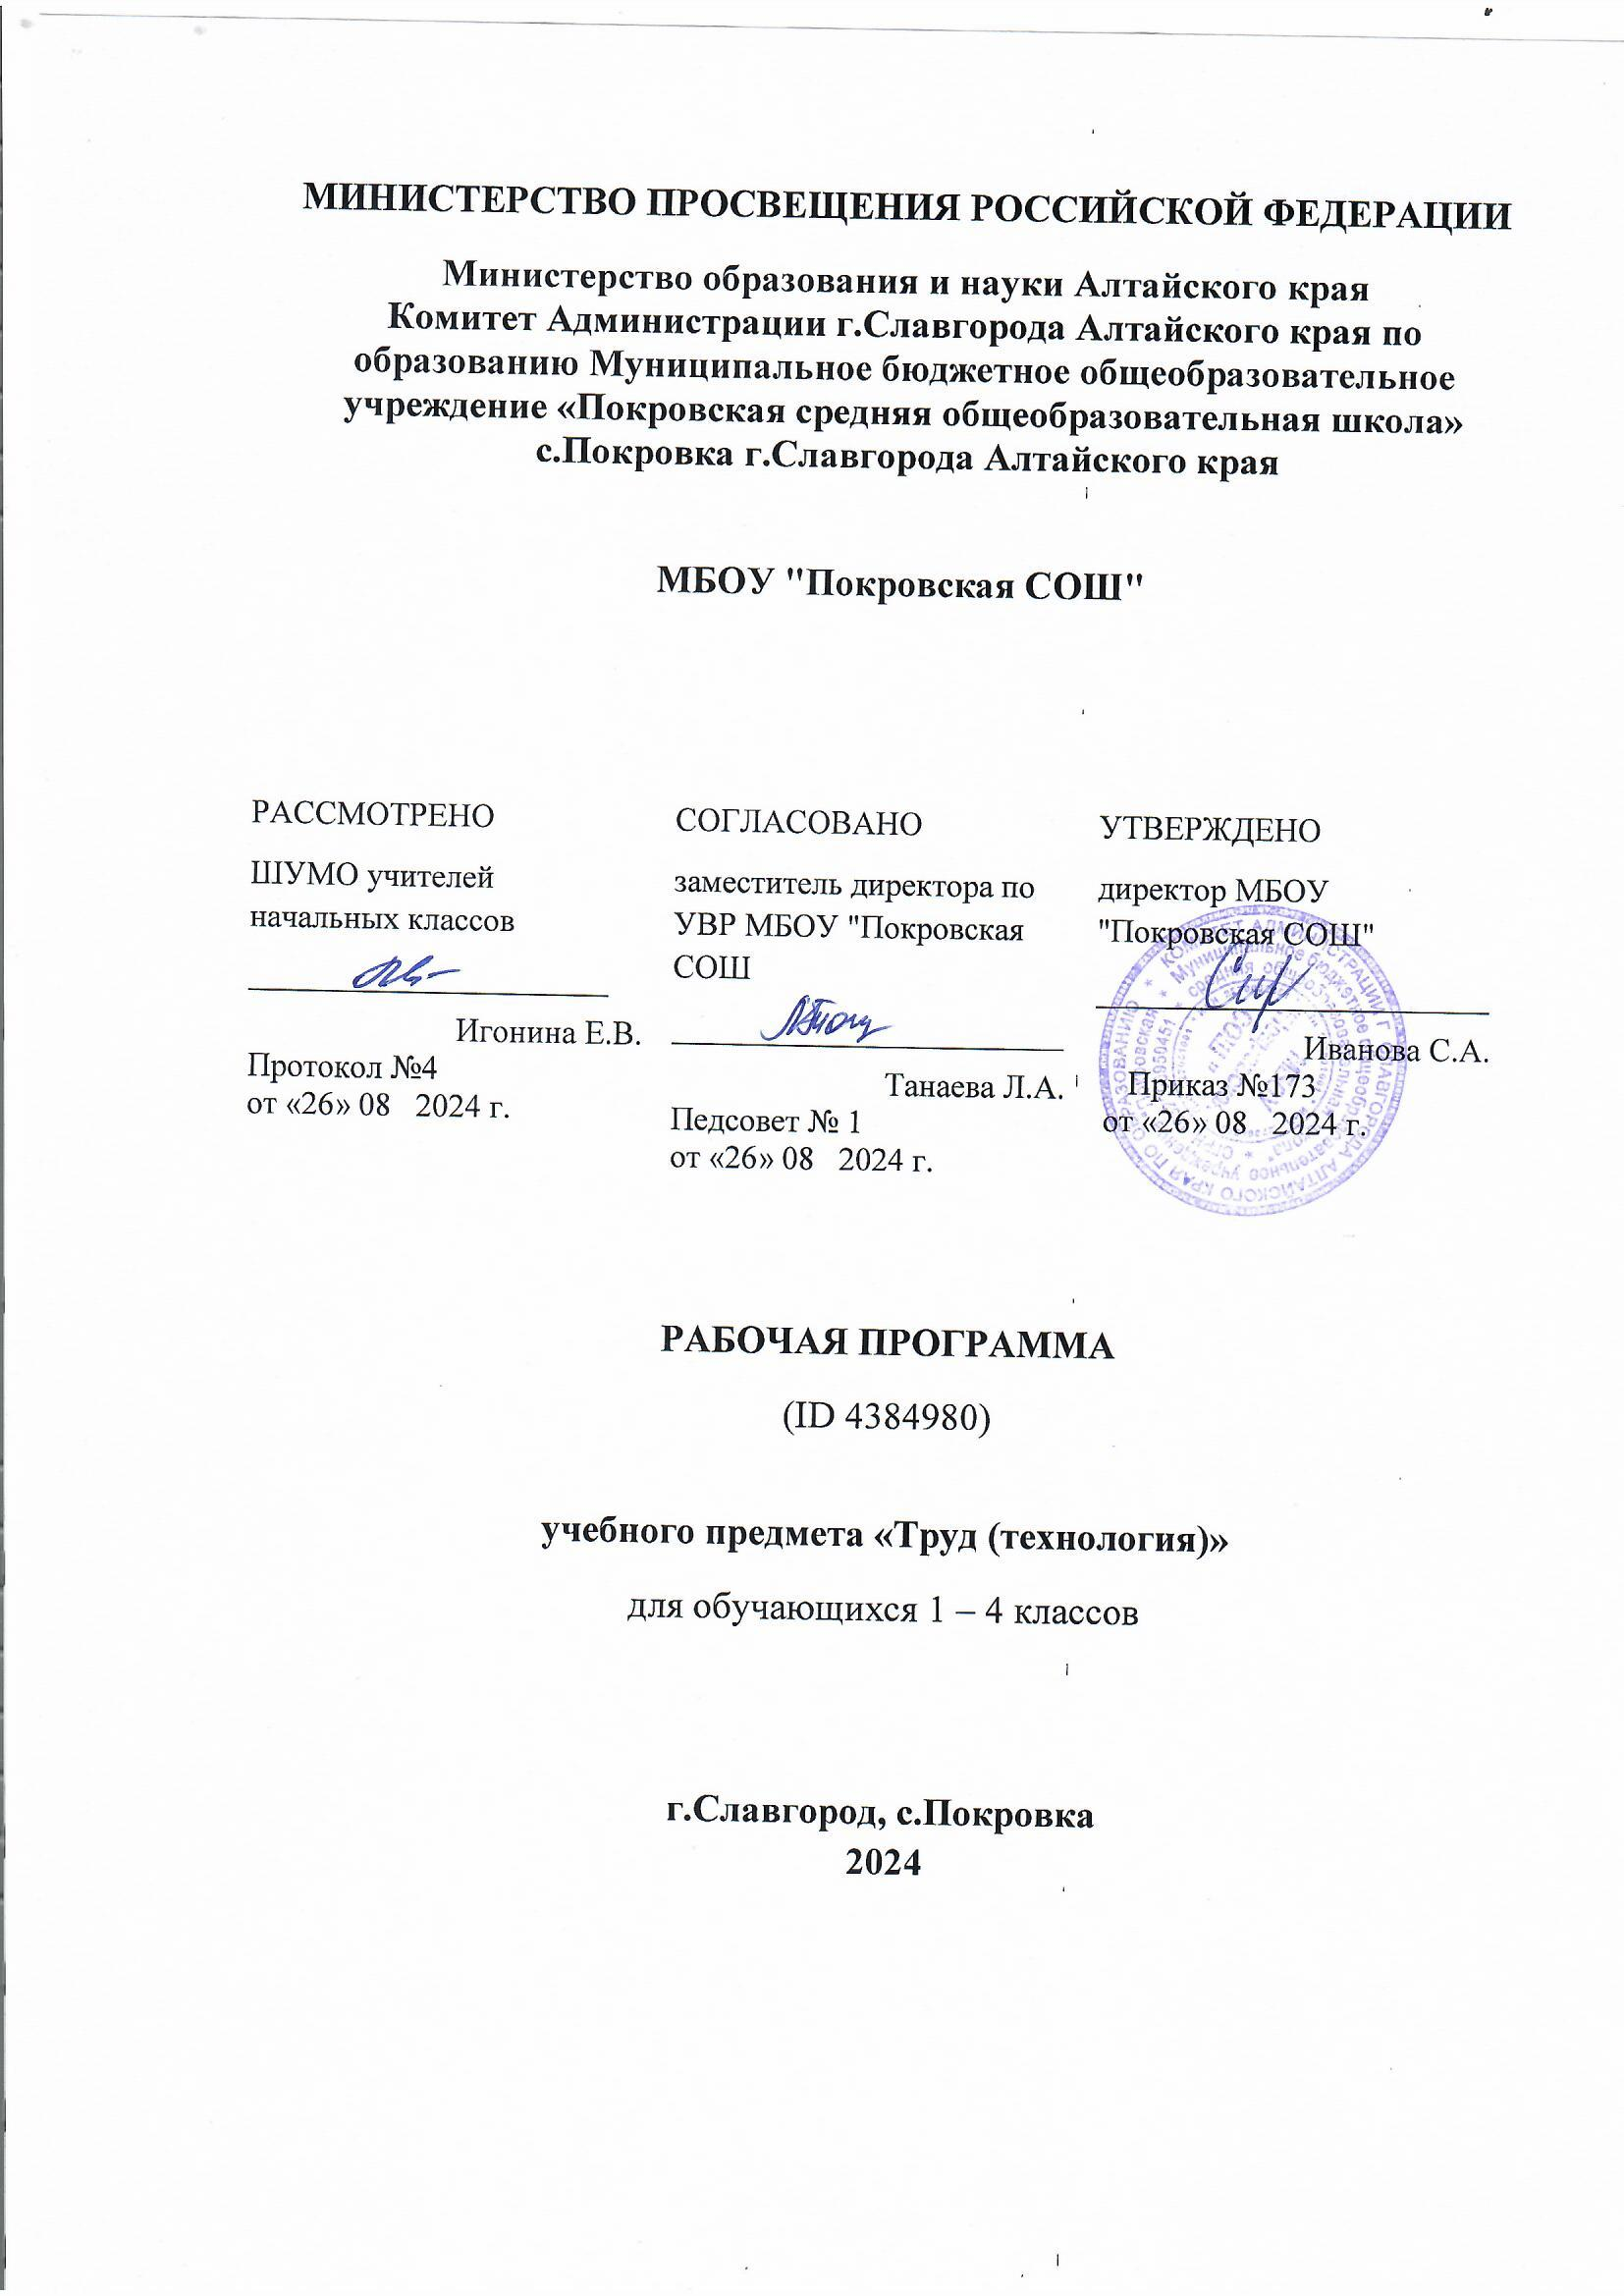 МИНИСТЕРСТВО ПРОСВЕЩЕНИЯ РОССИЙСКОЙ ФЕДЕРАЦИИ
Министерство образования и науки Алтайского края
Комитет Администрации г.Славгорода Алтайского края по
образованию Муниципальное бюджетное общеобразовательное
учреждение «Покровская средняя общеобразовательная школа»
с.Покровка г.Славгорода Алтайского края
МБОУ "Покровская СОШ"
РАССМОТРЕНО
ШУМО учителей
начальных классов
Игонина Е.В.
Протокол №4
от «26» 08 2024 г.
СОГЛАСОВАНО
заместитель директора по
УВР МБОУ "Покровская
СОШ
Танаева Л.А.
Педсовет № 1
от «26» 08 2024 г.
УТВЕРЖДЕНО
директор МБОУ
"Покровская СОШ"
Иванова С.А.
Приказ №173
от «26» 08 2024 г.
РАБОЧАЯ ПРОГРАММА
(ID 4384980)
учебного предмета «Труд (технология)»
для обучающихся 1 – 4 классов
г.Славгород, с.Покровка
2024